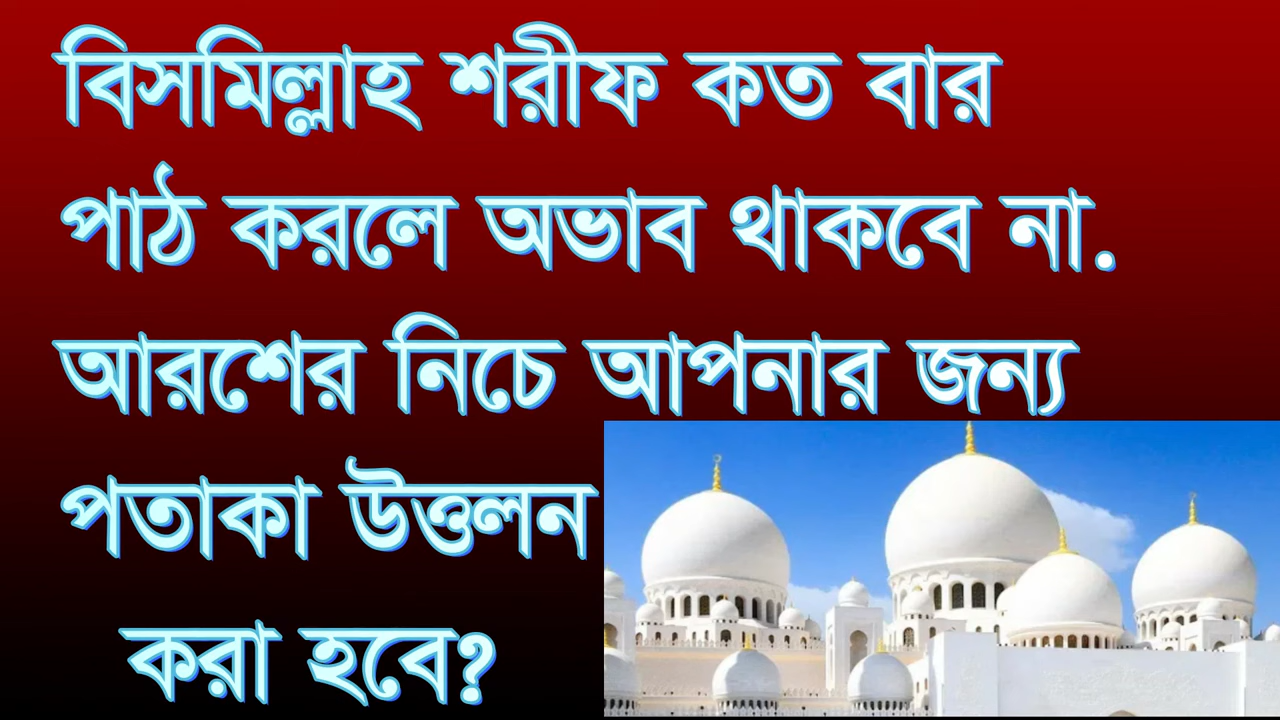 বিসমিল্লাহ শরীফ কত বার
পাঠ করলে অভাব থাকবে না.
আরশের নিচে আপনার জন্য
পতাকা উত্তলন
করা হবে?